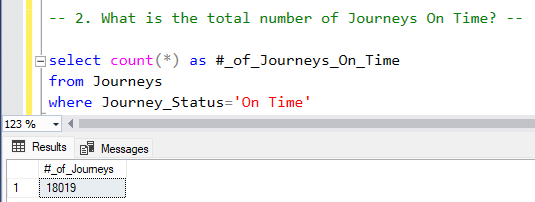 -- 2. What is the total number of Journeys On Time? --
select count(*) as #_of_Journeys_On_Time
from Journeys
where Journey_Status='On Time'
123 %
Results Messages
#_of_Journeys
1 18019